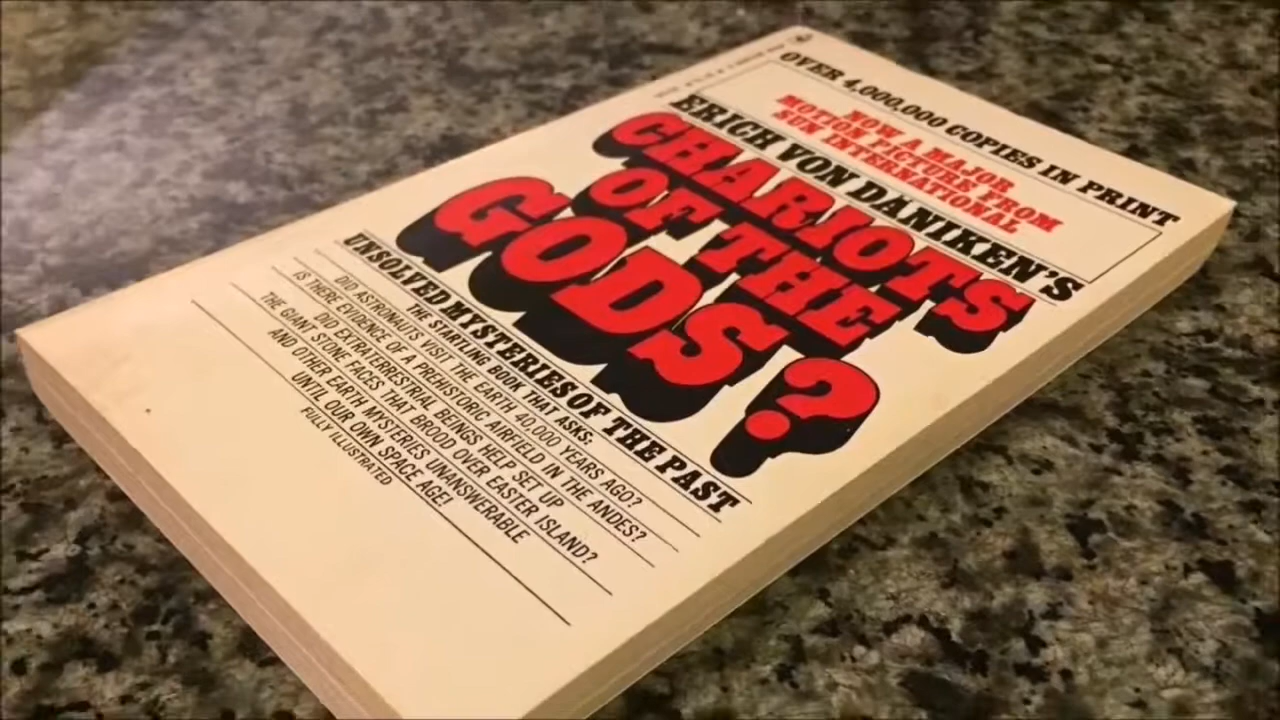 OVER 4,000,000 COPIES IN PRINT
NOW A MAJOR
MOTION PICTURE FROM
SUN INTERNATIONAL
ERICH VON DANIKEN'S
CHARIOTS
OF THE
GODS?
UNSOLVED MYSTERIES OF THE PAST
THE STARTLING BOOK THAT ASKS:
DID ASTRONAUTS VISIT THE EARTH 40,000 YEARS AGO?
IS THERE EVIDENCE OF A PREHISTORIC AIRFIELD IN THE ANDES?
DID EXTRATERRESTRIAL BEINGS HELP SET UP
THE GIANT STONE FACES THAT BROOD OVER EASTER ISLAND?
AND OTHER EARTH MYSTERIES UNANSWERABLE
UNTIL OUR OWN SPACE AGE!
FULLY ILLUSTRATED